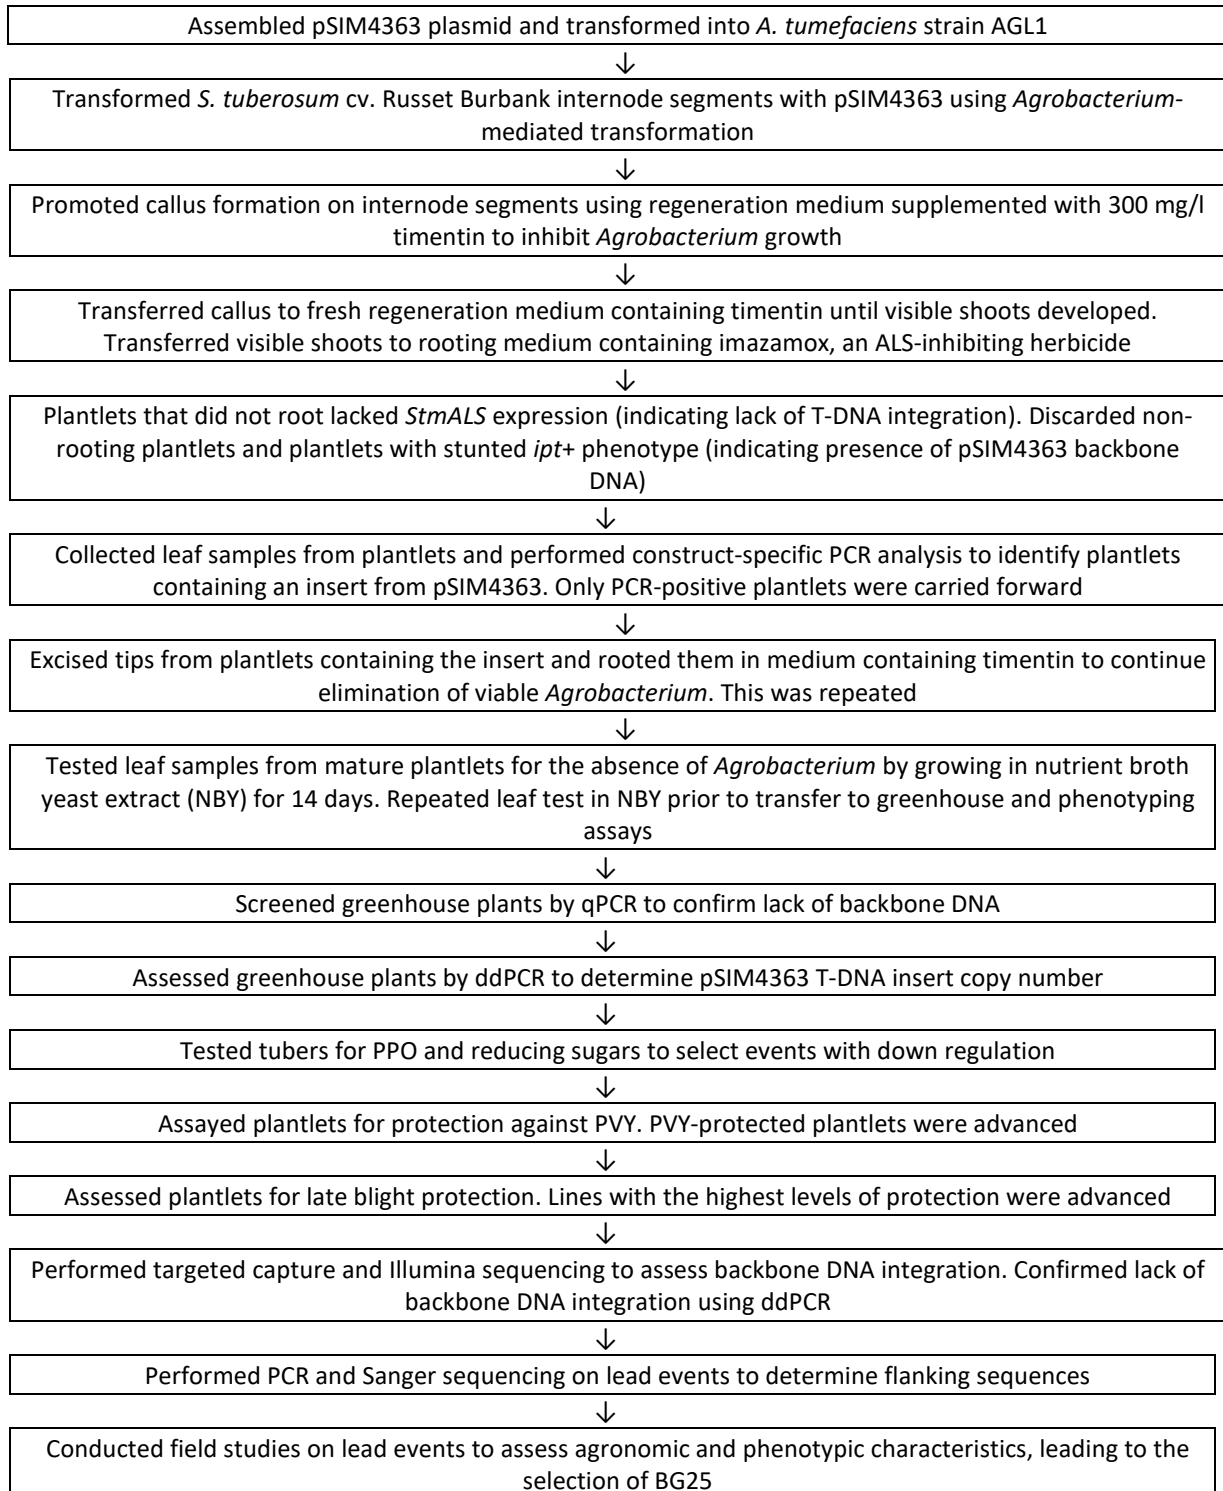 Assembled pSIM4363 plasmid and transformed into A. tumefaciens strain AGL1
↓
Transformed S. tuberosum cv. Russet Burbank internode segments with pSIM4363 using Agrobacterium-
mediated transformation
↓
Promoted callus formation on internode segments using regeneration medium supplemented with 300 mg/l
timentin to inhibit Agrobacterium growth
↓
Transferred callus to fresh regeneration medium containing timentin until visible shoots developed.
Transferred visible shoots to rooting medium containing imazamox, an ALS-inhibiting herbicide
↓
Plantlets that did not root lacked StmALS expression (indicating lack of T-DNA integration). Discarded non-
rooting plantlets and plantlets with stunted ipt+ phenotype (indicating presence of pSIM4363 backbone
DNA)
↓
Collected leaf samples from plantlets and performed construct-specific PCR analysis to identify plantlets
containing an insert from pSIM4363. Only PCR-positive plantlets were carried forward
↓
Excised tips from plantlets containing the insert and rooted them in medium containing timentin to continue
elimination of viable Agrobacterium. This was repeated
↓
Tested leaf samples from mature plantlets for the absence of Agrobacterium by growing in nutrient broth
yeast extract (NBY) for 14 days. Repeated leaf test in NBY prior to transfer to greenhouse and phenotyping
assays
↓
Screened greenhouse plants by qPCR to confirm lack of backbone DNA
↓
Assessed greenhouse plants by ddPCR to determine pSIM4363 T-DNA insert copy number
↓
Tested tubers for PPO and reducing sugars to select events with down regulation
↓
Assayed plantlets for protection against PVY. PVY-protected plantlets were advanced
↓
Assessed plantlets for late blight protection. Lines with the highest levels of protection were advanced
↓
Performed targeted capture and Illumina sequencing to assess backbone DNA integration. Confirmed lack of
backbone DNA integration using ddPCR
↓
Performed PCR and Sanger sequencing on lead events to determine flanking sequences
↓
Conducted field studies on lead events to assess agronomic and phenotypic characteristics, leading to the
selection of BG25